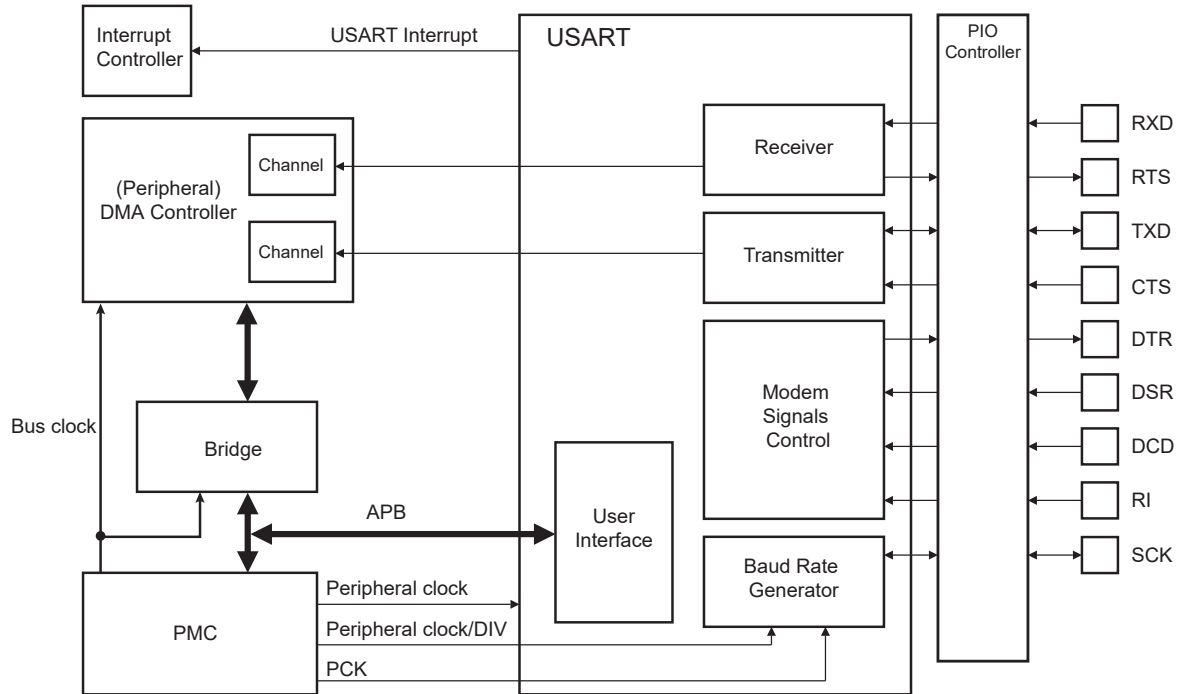 Interrupt
Controller
USART Interrupt
USART
PIO
Controller
(Peripheral)
DMA Controller
Channel
Channel
Receiver
Transmitter
Modem
Signals
Control
Baud Rate
Generator
User
Interface
Bus clock
Bridge
APB
PMC
Peripheral clock
Peripheral clock/DIV
PCK
RXD
RTS
TXD
CTS
DTR
DSR
DCD
RI
SCK